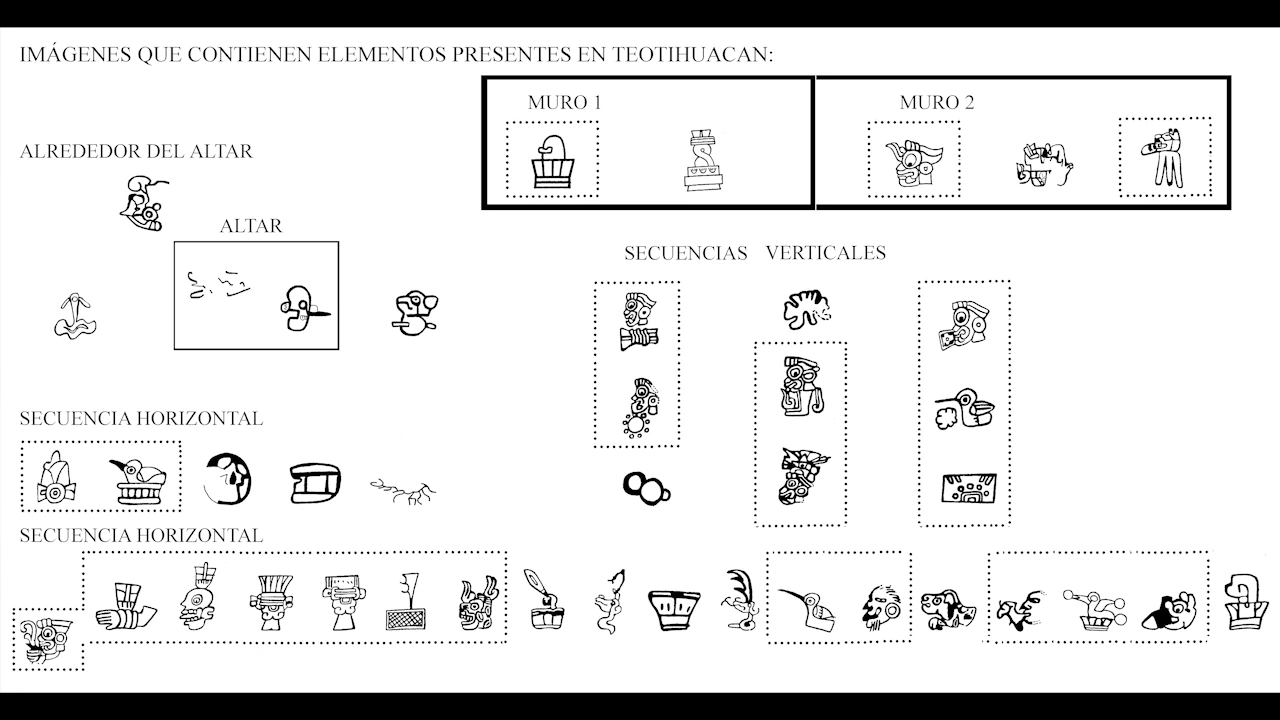 IMÁGENES QUE CONTIENEN ELEMENTOS PRESENTES EN TEOTIHUACAN:
MURO 1
MURO 2
ALREDEDOR DEL ALTAR
ALTAR
SECUENCIAS VERTICALES
SECUENCIA HORIZONTAL
SECUENCIA HORIZONTAL